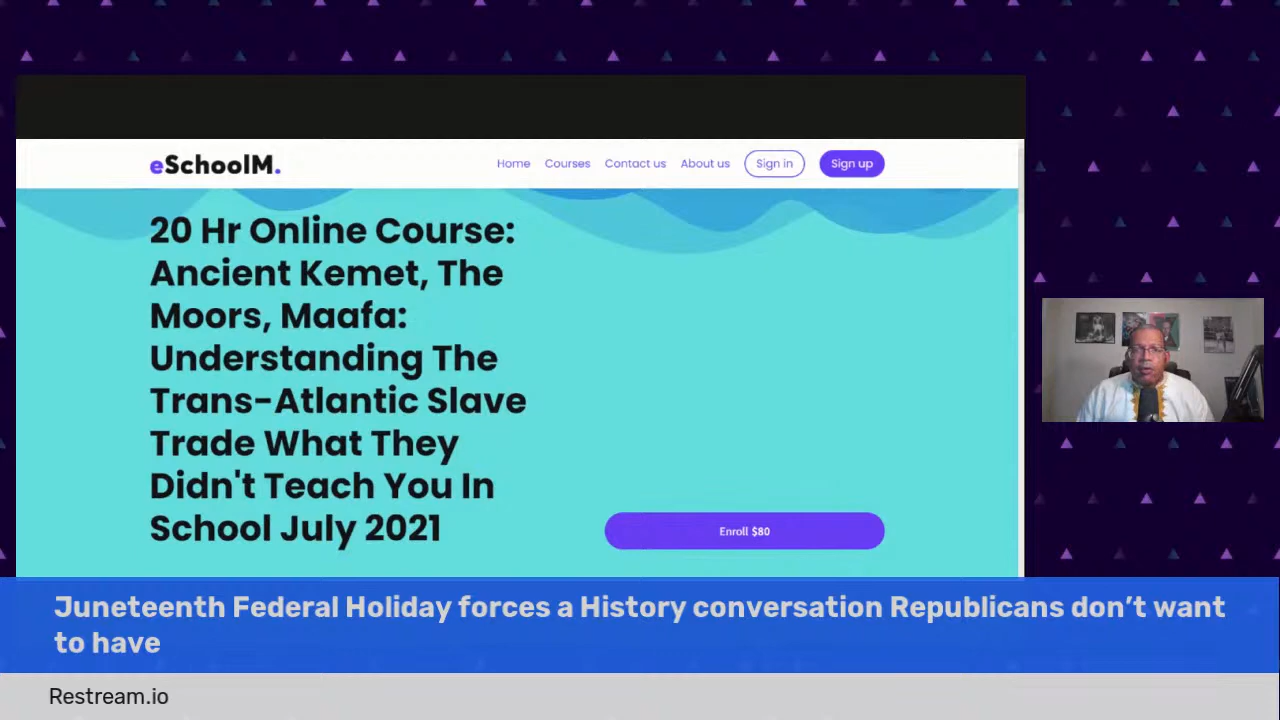 eSchoolM.
Home Courses Contact us About us Sign in Sign up
20 Hr Online Course:
Ancient Kemet, The
Moors, Maafa:
Understanding The
Trans-Atlantic Slave
Trade What They
Didn't Teach You In
School July 2021
Enroll $80
Juneteenth Federal Holiday forces a History conversation Republicans don’t want
to have
Restream.io